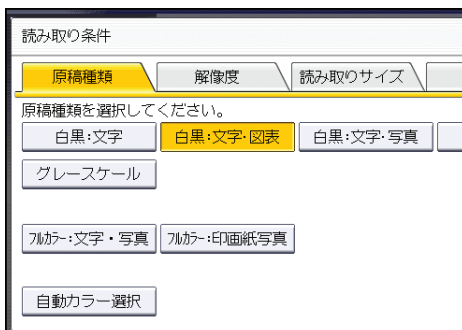 読み取り条件
原稿種類 解像度 読み取りサイズ
原稿種類を選択してください。
白黒:文字 白黒:文字・図表 白黒:文字・写真
グレースケール
ﾌﾙｶﾗｰ:文字・写真 ﾌﾙｶﾗｰ:印画紙写真
自動カラー選択